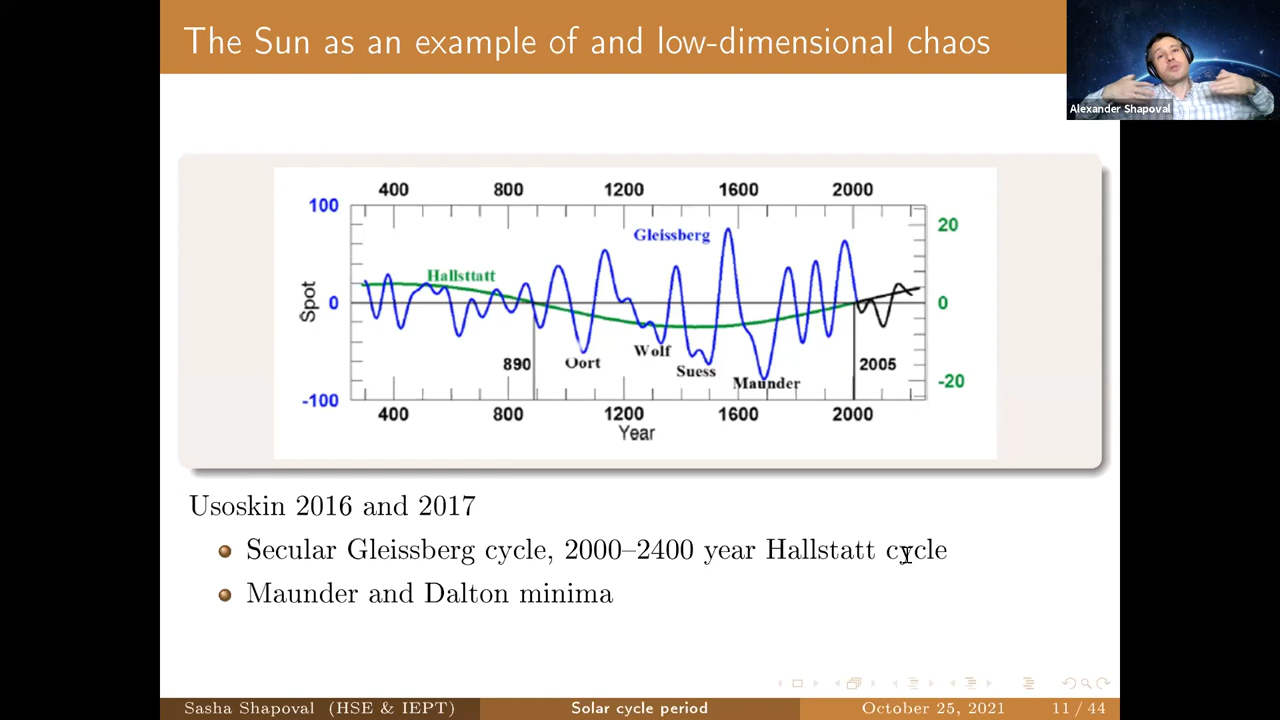 The Sun as an example of and low-dimensional chaos
Alexander Shapoval
400 800 1200 1600 2000
100
20
Gleissberg
Hallsttatt
Spot
0
0
890
Oort
Wolf
Suess
Maunder
2005
-20
-100
400 800 1200 1600 2000
Year
Usoskin 2016 and 2017
Secular Gleissberg cycle, 2000–2400 year Hallstatt cycle
Maunder and Dalton minima
Sasha Shapoval (HSE & IEPT) Solar cycle period October 25, 2021 11 / 44